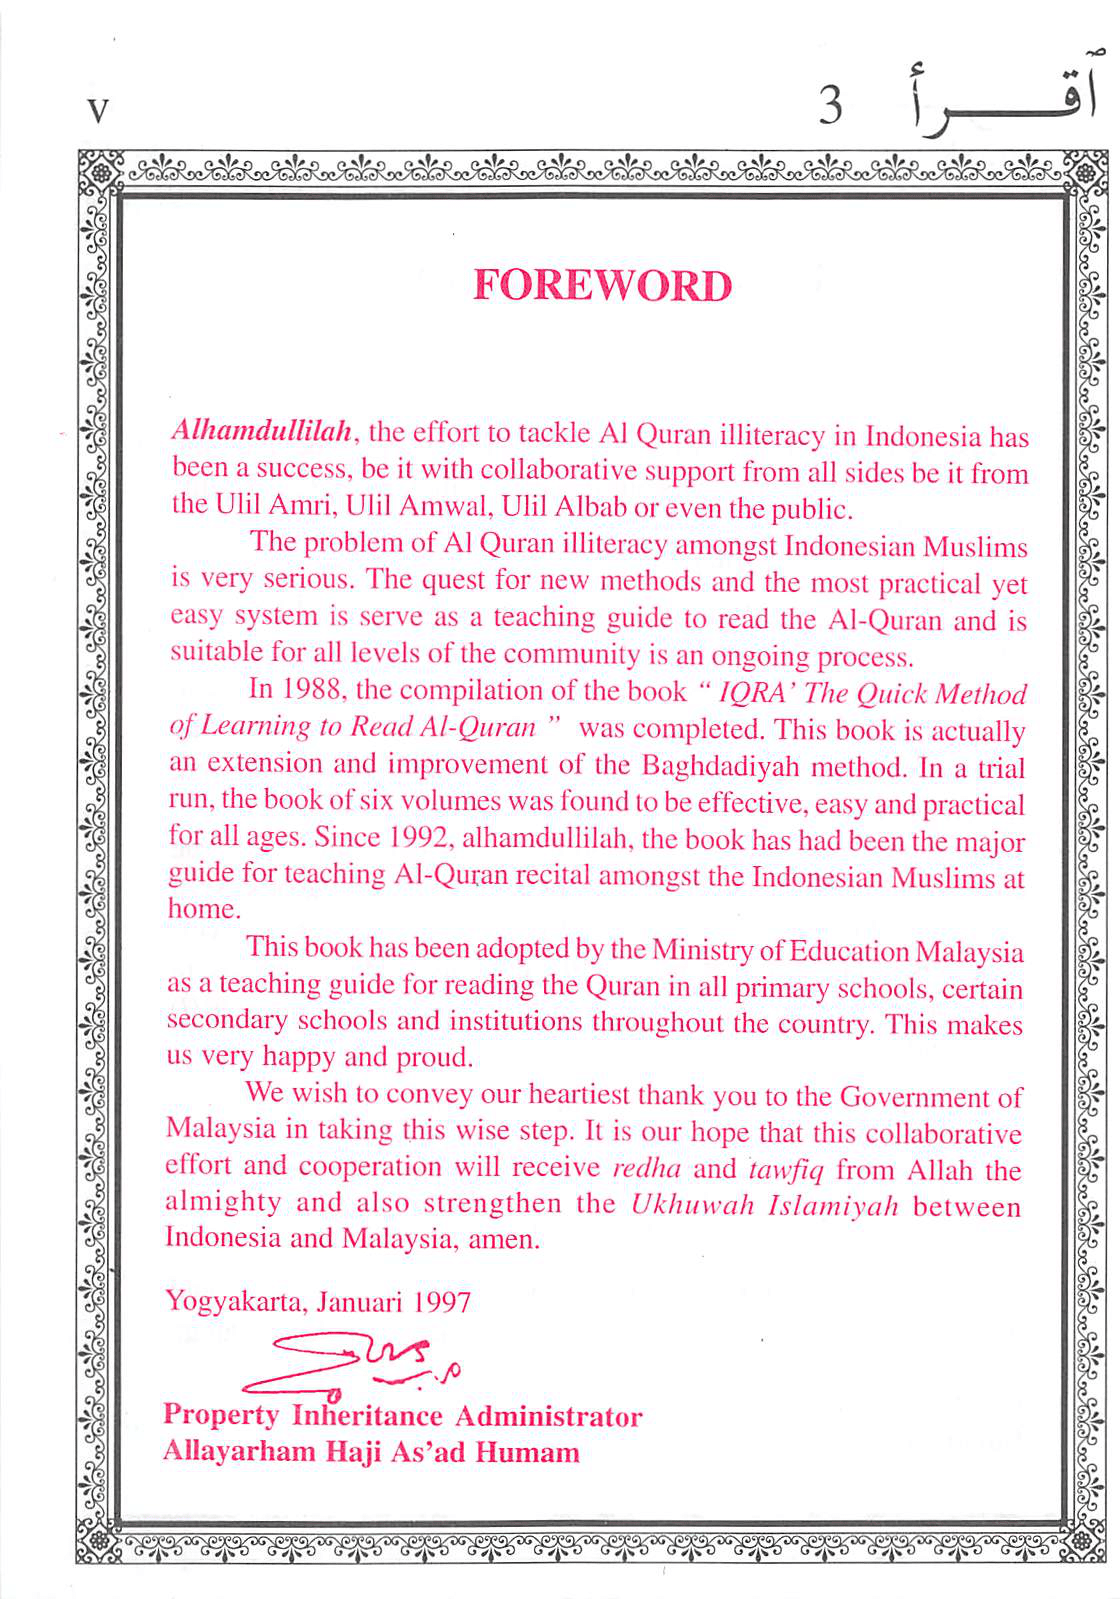 V
3 ٱقـــرأ
FOREWORD
Alhamdullilah, the effort to tackle Al Quran illiteracy in Indonesia has
been a success, be it with collaborative support from all sides be it from
the Ulil Amri, Ulil Amwal, Ulil Albab or even the public.
The problem of Al Quran illiteracy amongst Indonesian Muslims
is very serious. The quest for new methods and the most practical yet
easy system is serve as a teaching guide to read the Al-Quran and is
suitable for all levels of the community is an ongoing process.
In 1988, the compilation of the book “ IQRA’ The Quick Method
of Learning to Read Al-Quran ” was completed. This book is actually
an extension and improvement of the Baghdadiyah method. In a trial
run, the book of six volumes was found to be effective, easy and practical
for all ages. Since 1992, alhamdullilah, the book has had been the major
guide for teaching Al-Quran recital amongst the Indonesian Muslims at
home.
This book has been adopted by the Ministry of Education Malaysia
as a teaching guide for reading the Quran in all primary schools, certain
secondary schools and institutions throughout the country. This makes
us very happy and proud.
We wish to convey our heartiest thank you to the Government of
Malaysia in taking this wise step. It is our hope that this collaborative
effort and cooperation will receive redha and tawfiq from Allah the
almighty and also strengthen the Ukhuwah Islamiyah between
Indonesia and Malaysia, amen.
Yogyakarta, Januari 1997
Property Inheritance Administrator
Allayarham Haji As’ad Humam